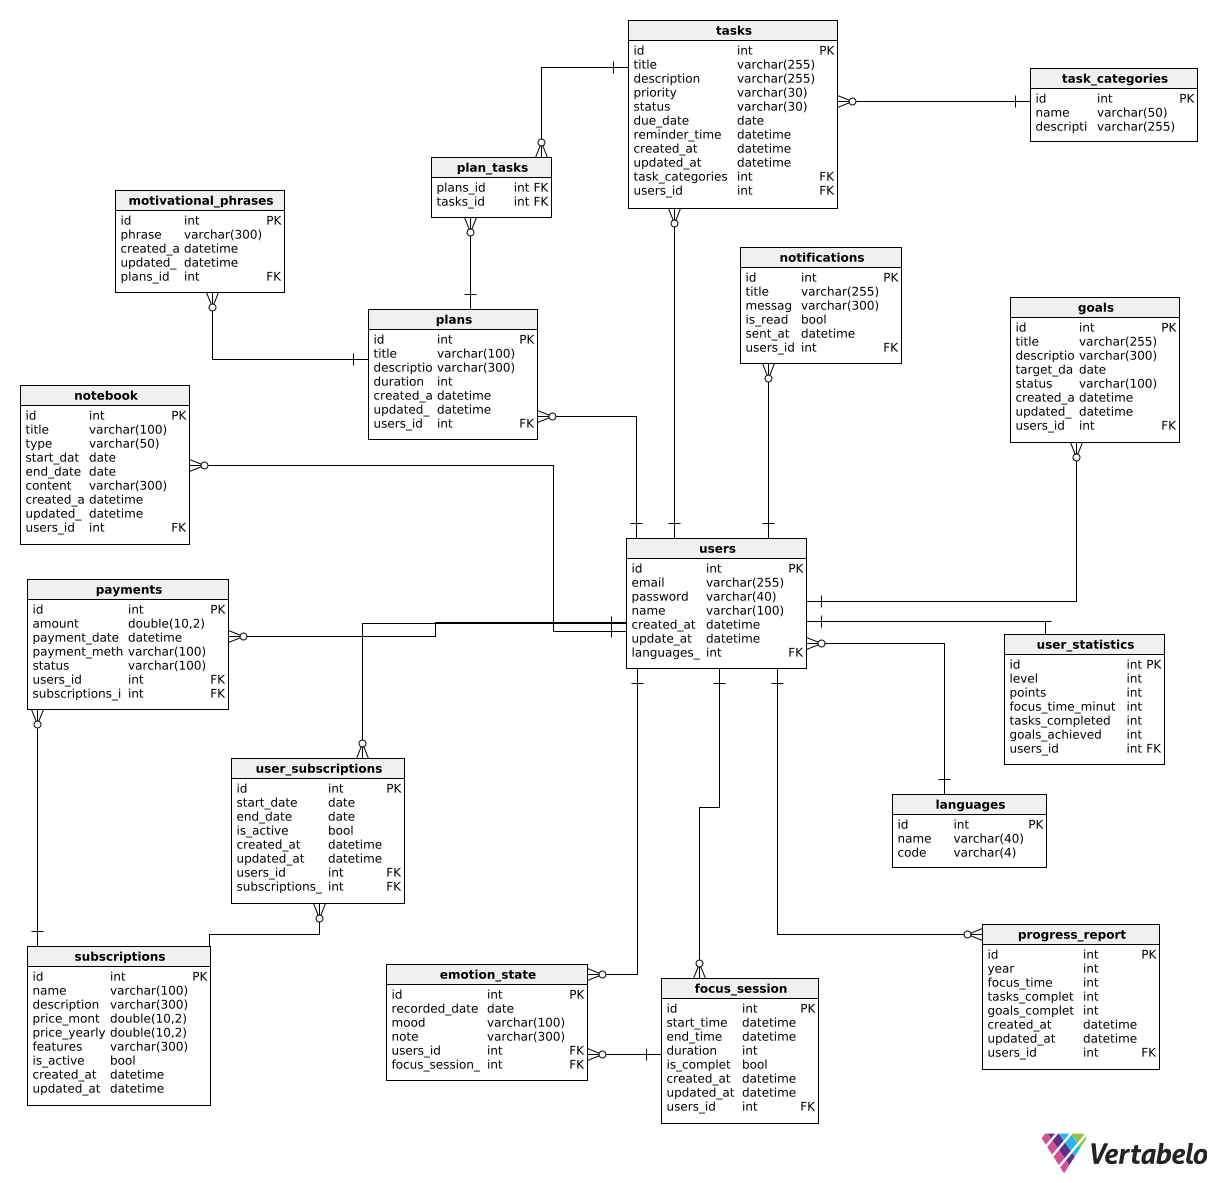 tasks
id int PK
title varchar(255)
description varchar(255)
priority varchar(30)
status varchar(30)
due_date date
reminder_time datetime
created_at datetime
updated_at datetime
task_categories int FK
users_id int FK
task_categories
id int PK
name varchar(50)
descripti varchar(255)
plan_tasks
plans_id int FK
tasks_id int FK
motivational_phrases
id int PK
phrase varchar(300)
created_a datetime
updated_ datetime
plans_id int FK
notifications
id int PK
title varchar(255)
messag varchar(300)
is_read bool
sent_at datetime
users_id int FK
goals
id int PK
title varchar(255)
descriptio varchar(300)
target_da date
status varchar(100)
created_a datetime
updated_ datetime
users_id int FK
plans
id int PK
title varchar(100)
descriptio varchar(300)
duration int
created_a datetime
updated_ datetime
users_id int FK
notebook
id int PK
title varchar(100)
type varchar(50)
start_dat date
end_date date
content varchar(300)
created_a datetime
updated_ datetime
users_id int FK
users
id int PK
email varchar(255)
password varchar(40)
name varchar(100)
created_at datetime
update_at datetime
languages_ int FK
payments
id int PK
amount double(10,2)
payment_date datetime
payment_meth varchar(100)
status varchar(100)
users_id int FK
subscriptions_i int FK
user_statistics
id int PK
level int
points int
focus_time_minut int
tasks_completed int
goals_achieved int
users_id int FK
user_subscriptions
id int PK
start_date date
end_date date
is_active bool
created_at datetime
updated_at datetime
users_id int FK
subscriptions_ int FK
languages
id int PK
name varchar(40)
code varchar(4)
subscriptions
id int PK
name varchar(100)
description varchar(300)
price_mont double(10,2)
price_yearly double(10,2)
features varchar(300)
is_active bool
created_at datetime
updated_at datetime
emotion_state
id int PK
recorded_date date
mood varchar(100)
note varchar(300)
users_id int FK
focus_session_ int FK
focus_session
id int PK
start_time datetime
end_time datetime
duration int
is_complet bool
created_at datetime
updated_at datetime
users_id int FK
progress_report
id int PK
year int
focus_time int
tasks_complet int
goals_complet int
created_at datetime
updated_at datetime
users_id int FK
Vertabelo